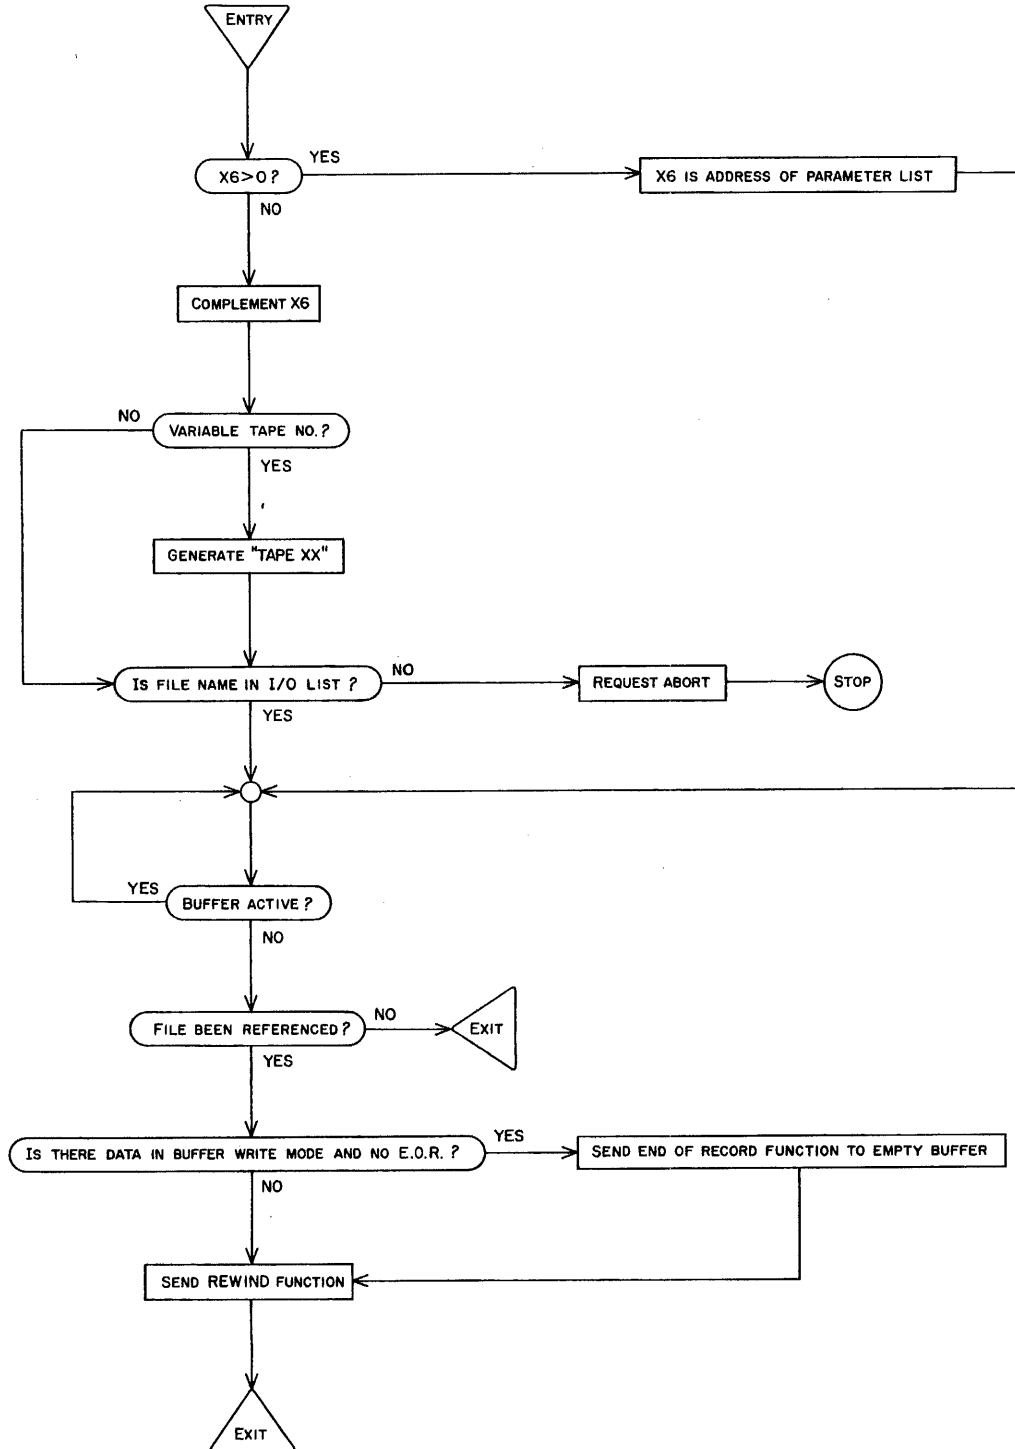 ENTRY
X6>0?
YES
X6 IS ADDRESS OF PARAMETER LIST
NO
COMPLEMENT X6
NO
VARIABLE TAPE NO.?
YES
GENERATE "TAPE XX"
IS FILE NAME IN I/O LIST ?
NO
REQUEST ABORT
STOP
YES
YES
BUFFER ACTIVE ?
NO
FILE BEEN REFERENCED ?
NO
EXIT
YES
IS THERE DATA IN BUFFER WRITE MODE AND NO E.O.R. ?
YES
SEND END OF RECORD FUNCTION TO EMPTY BUFFER
NO
SEND REWIND FUNCTION
EXIT